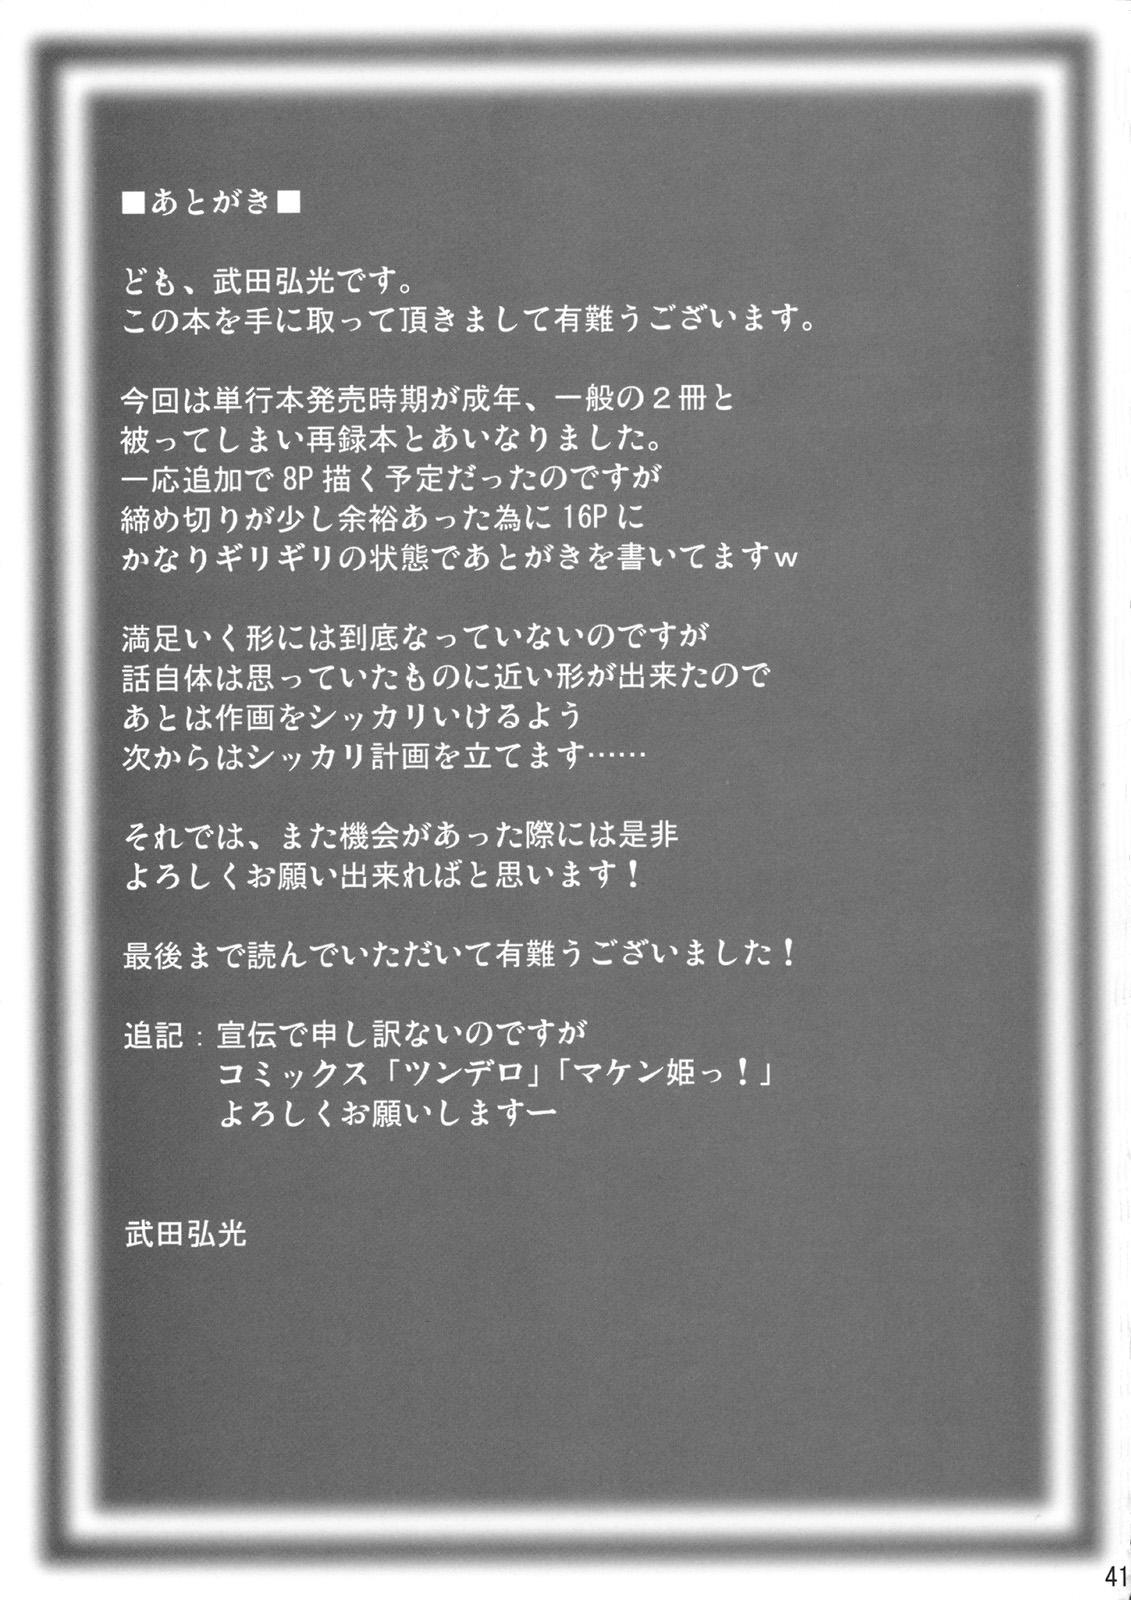 ■あとがき■
ども、武田弘光です。
この本を手に取って頂きまして有難うございます。
今回は単行本発売時期が成年、一般の２冊と
被ってしまい再録本とあいなりました。
一応追加で8P描く予定だったのですが
締め切りが少し余裕あった為に16Pに
かなりギリギリの状態であとがきを書いてますｗ
満足いく形には到底なっていないのですが
話自体は思っていたものに近い形が出来たので
あとは作画をシッカリいけるよう
次からはシッカリ計画を立てます……
それでは、また機会があった際には是非
よろしくお願い出来ればと思います！
最後まで読んでいただいて有難うございました！
追記：宣伝で申し訳ないのですが
コミックス「ツンデロ」「マケン姫っ！」
よろしくお願いしますー
武田弘光
41